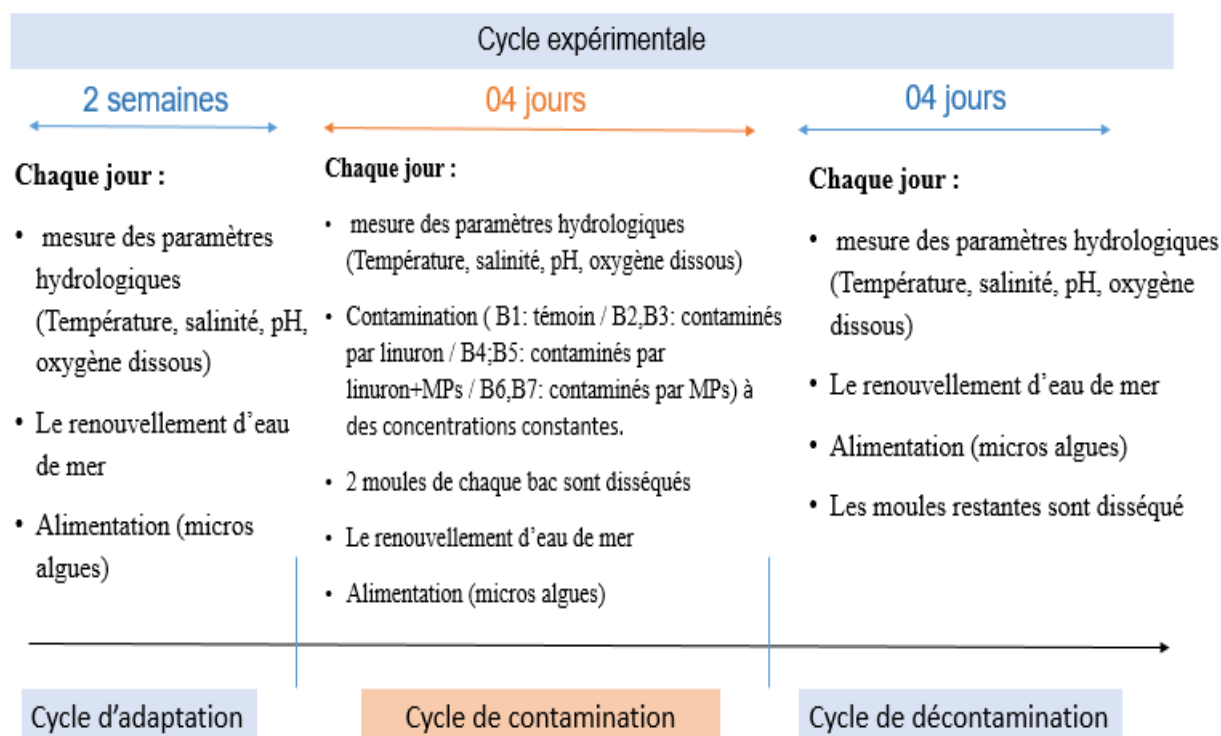 Cycle expérimentale
2 semaines
Chaque jour :
• mesure des paramètres
hydrologiques
(Température, salinité, pH,
oxygène dissous)
• Le renouvellement d'eau
de mer
• Alimentation (micros
algues)
04 jours
Chaque jour :
• mesure des paramètres hydrologiques
(Température, salinité, pH, oxygène dissous)
• Contamination ( B1: témoin / B2,B3: contaminés
par linuron / B4;B5: contaminés par
linuron+MPs / B6,B7: contaminés par MPs) à
des concentrations constantes.
• 2 moules de chaque bac sont disséqués
• Le renouvellement d'eau de mer
• Alimentation (micros algues)
04 jours
Chaque jour :
• mesure des paramètres hydrologiques
(Température, salinité, pH, oxygène
dissous)
• Le renouvellement d'eau de mer
• Alimentation (micros algues)
• Les moules restantes sont disséqué
Cycle d'adaptation
Cycle de contamination
Cycle de décontamination